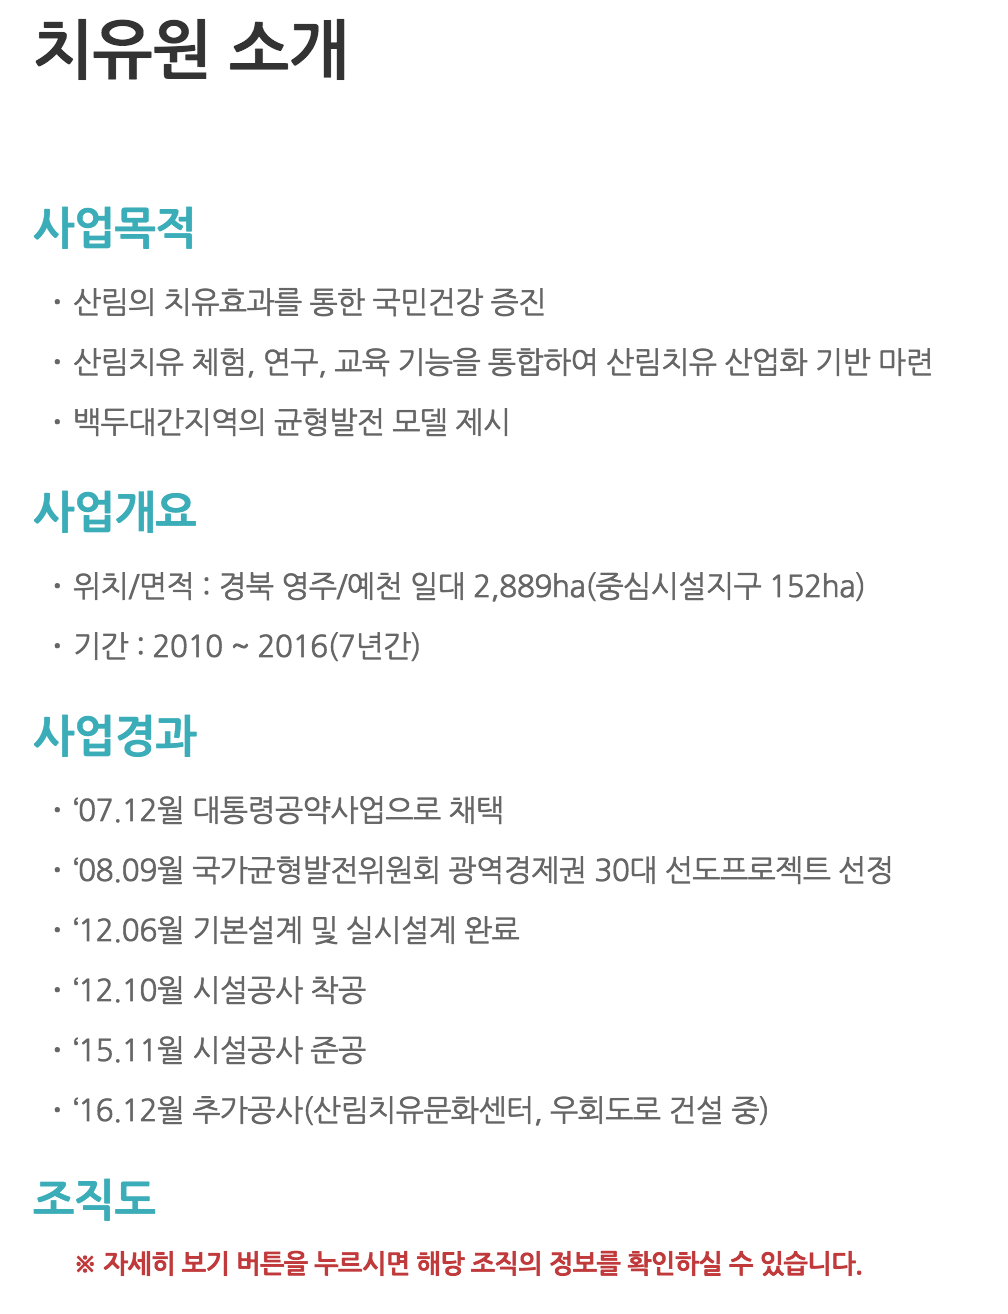 치유원 소개
사업목적
· 산림의 치유효과를 통한 국민건강 증진
· 산림치유 체험, 연구, 교육 기능을 통합하여 산림치유 산업화 기반 마련
· 백두대간지역의 균형발전 모델 제시
사업개요
· 위치/면적 : 경북 영주/예천 일대 2,889ha(중심시설지구 152ha)
· 기간 : 2010 ~ 2016(7년간)
사업경과
· ‘07.12월 대통령공약사업으로 채택
· ‘08.09월 국가균형발전위원회 광역경제권 30대 선도프로젝트 선정
· ‘12.06월 기본설계 및 실시설계 완료
· ‘12.10월 시설공사 착공
· ‘15.11월 시설공사 준공
· ‘16.12월 추가공사(산림치유문화센터, 우회도로 건설 중)
조직도
※ 자세히 보기 버튼을 누르시면 해당 조직의 정보를 확인하실 수 있습니다.